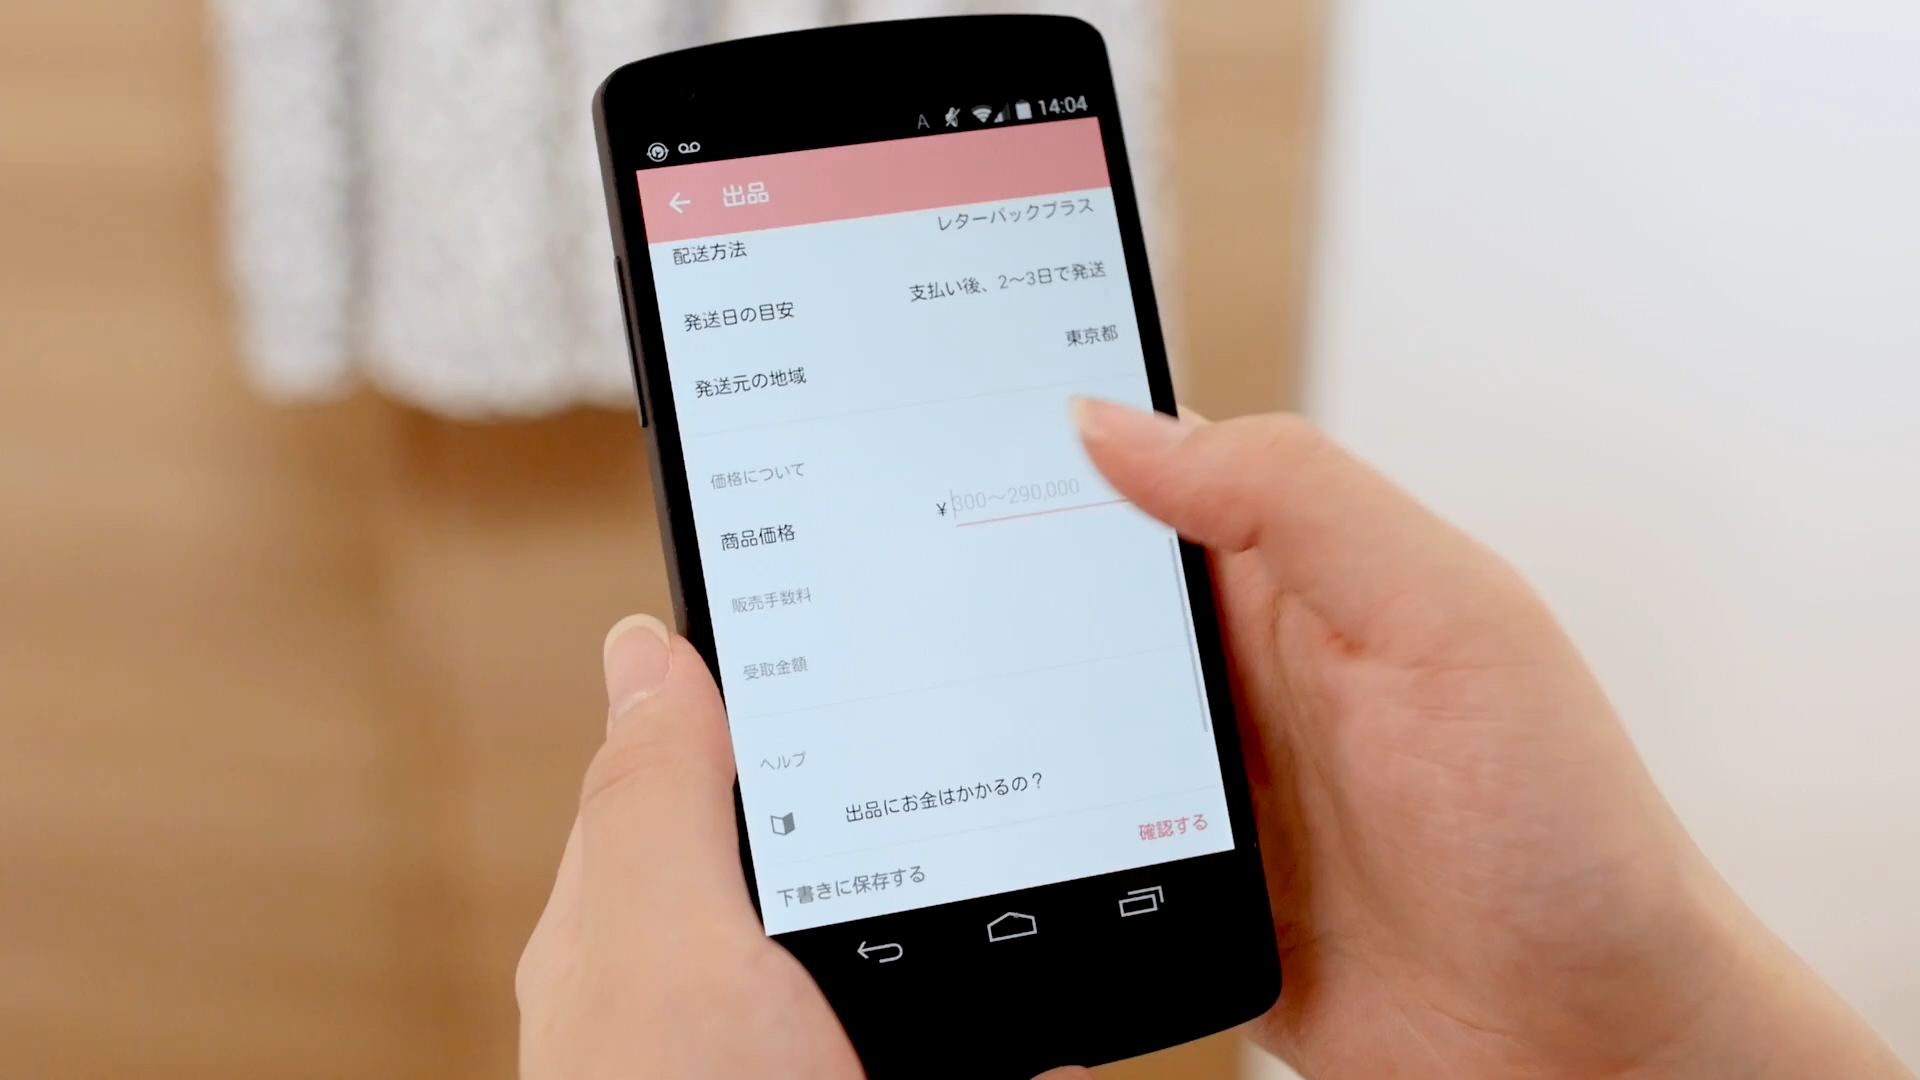 A 14:04
出品
レターパックプラス
配送方法
支払い後、2〜3日で発送
発送日の目安
東京都
発送元の地域
価格について
¥ 300〜290,000
商品価格
販売手数料
受取金額
ヘルプ
出品にお金はかかるの？
確認する
下書きに保存する